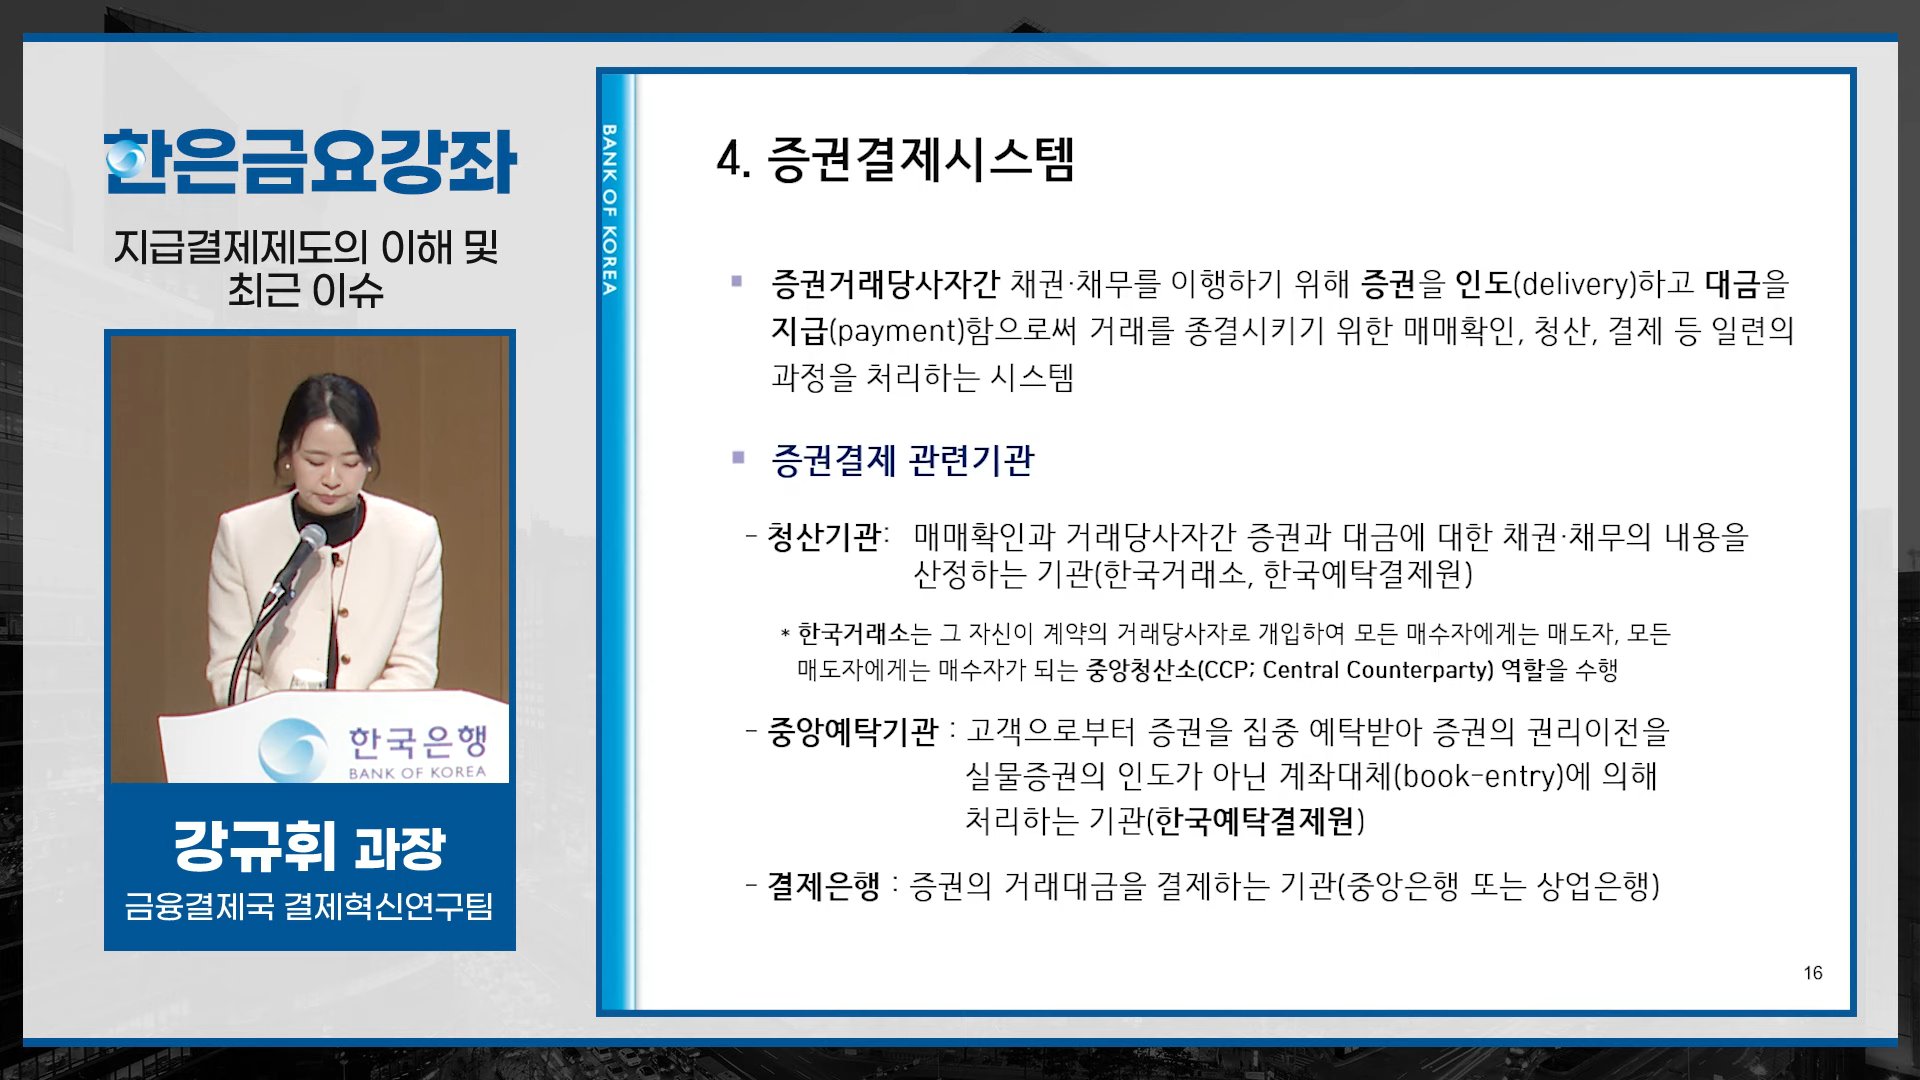 한은금요강좌
지급결제제도의 이해 및
최근 이슈
한국은행
BANK OF KOREA
강규휘 과장
금융결제국 결제혁신연구팀
BANK OF KOREA
4. 증권결제시스템
▪ 증권거래당사자간 채권·채무를 이행하기 위해 증권을 인도(delivery)하고 대금을
지급(payment)함으로써 거래를 종결시키기 위한 매매확인, 청산, 결제 등 일련의
과정을 처리하는 시스템
▪ 증권결제 관련기관
- 청산기관: 매매확인과 거래당사자간 증권과 대금에 대한 채권·채무의 내용을
산정하는 기관(한국거래소, 한국예탁결제원)
* 한국거래소는 그 자신이 계약의 거래당사자로 개입하여 모든 매수자에게는 매도자, 모든
매도자에게는 매수자가 되는 중앙청산소(CCP; Central Counterparty) 역할을 수행
- 중앙예탁기관 : 고객으로부터 증권을 집중 예탁받아 증권의 권리이전을
실물증권의 인도가 아닌 계좌대체(book-entry)에 의해
처리하는 기관(한국예탁결제원)
- 결제은행 : 증권의 거래대금을 결제하는 기관(중앙은행 또는 상업은행)
16